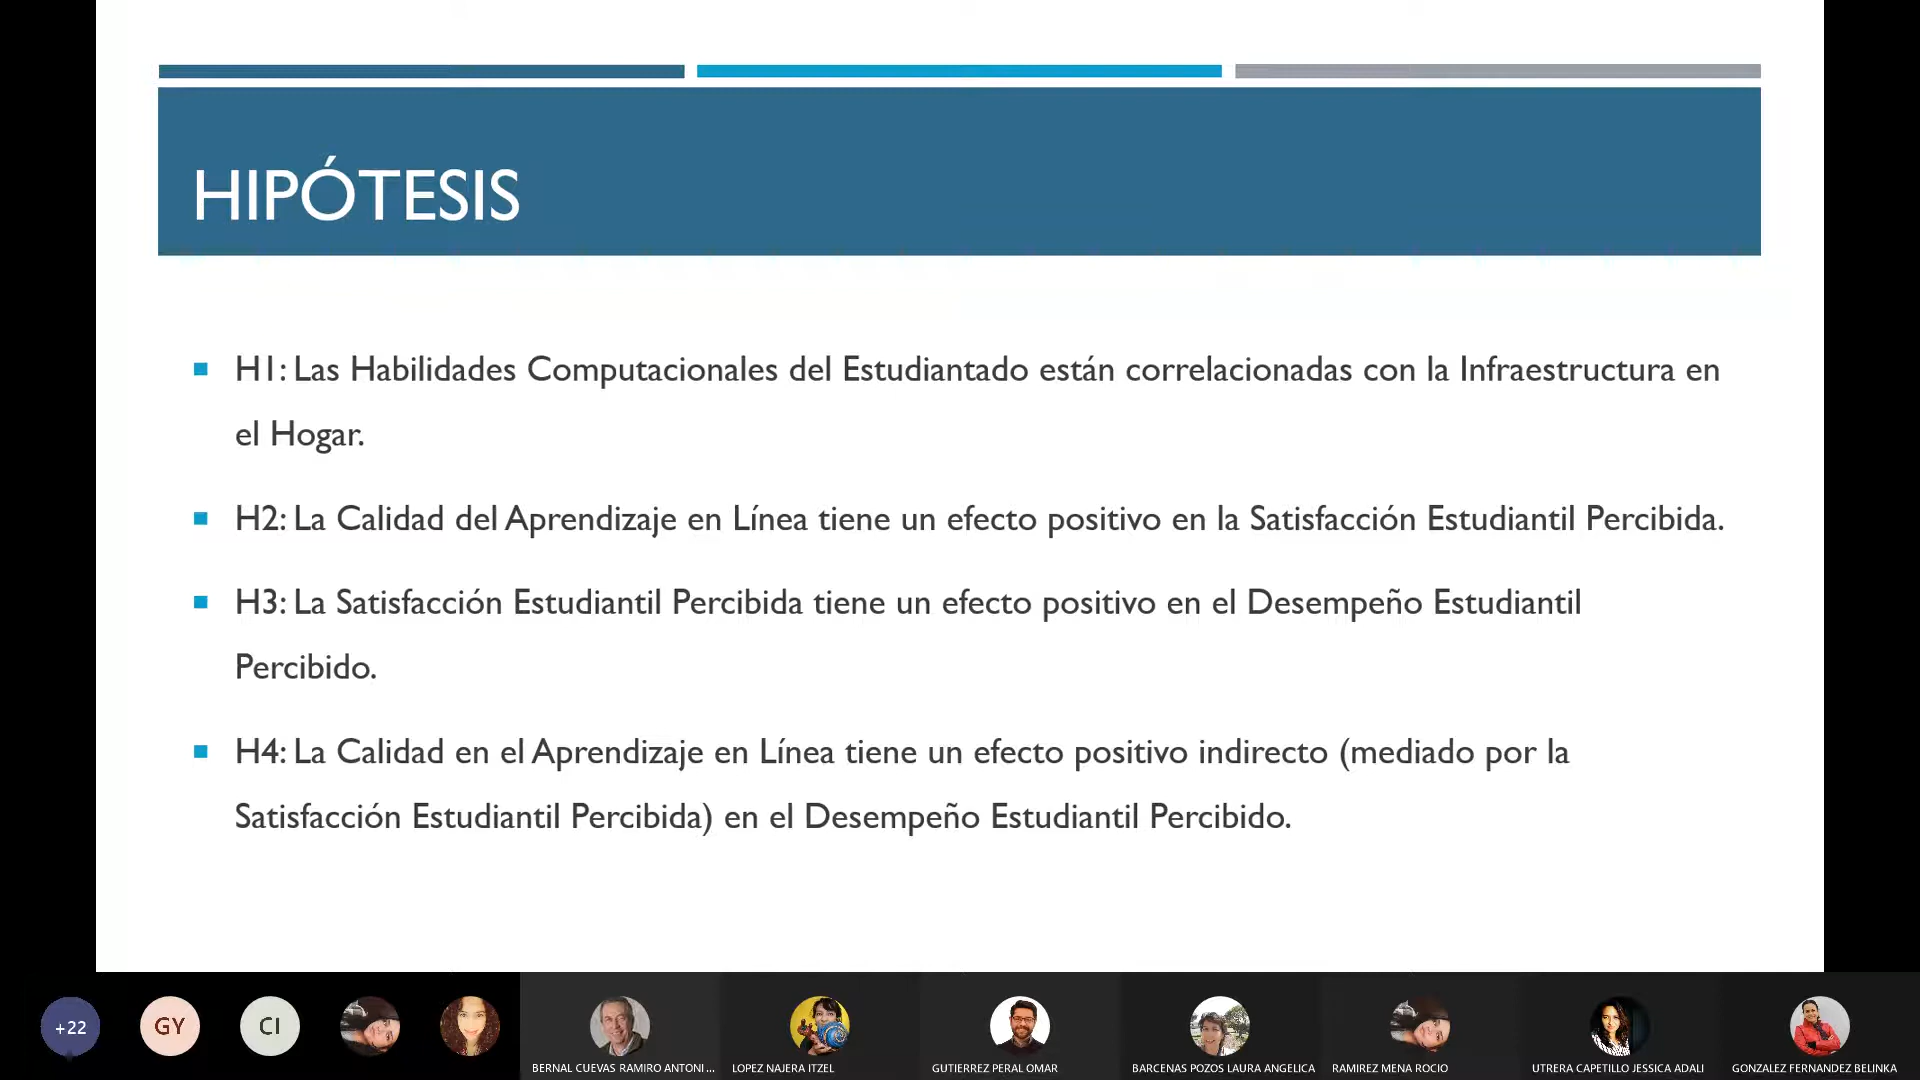 HIPÓTESIS
H1: Las Habilidades Computacionales del Estudiantado están correlacionadas con la Infraestructura en
el Hogar.
H2: La Calidad del Aprendizaje en Línea tiene un efecto positivo en la Satisfacción Estudiantil Percibida.
H3: La Satisfacción Estudiantil Percibida tiene un efecto positivo en el Desempeño Estudiantil
Percibido.
H4: La Calidad en el Aprendizaje en Línea tiene un efecto positivo indirecto (mediado por la
Satisfacción Estudiantil Percibida) en el Desempeño Estudiantil Percibido.
+22 GY CI
BERNAL CUEVAS RAMIRO ANTONI... LOPEZ NAJERA ITZEL GUTIERREZ PERAL OMAR BARCENAS POZOS LAURA ANGELICA RAMIREZ MENA ROCIO UTRERA CAPETILLO JESSICA ADALI GONZALEZ FERNANDEZ BELINKA